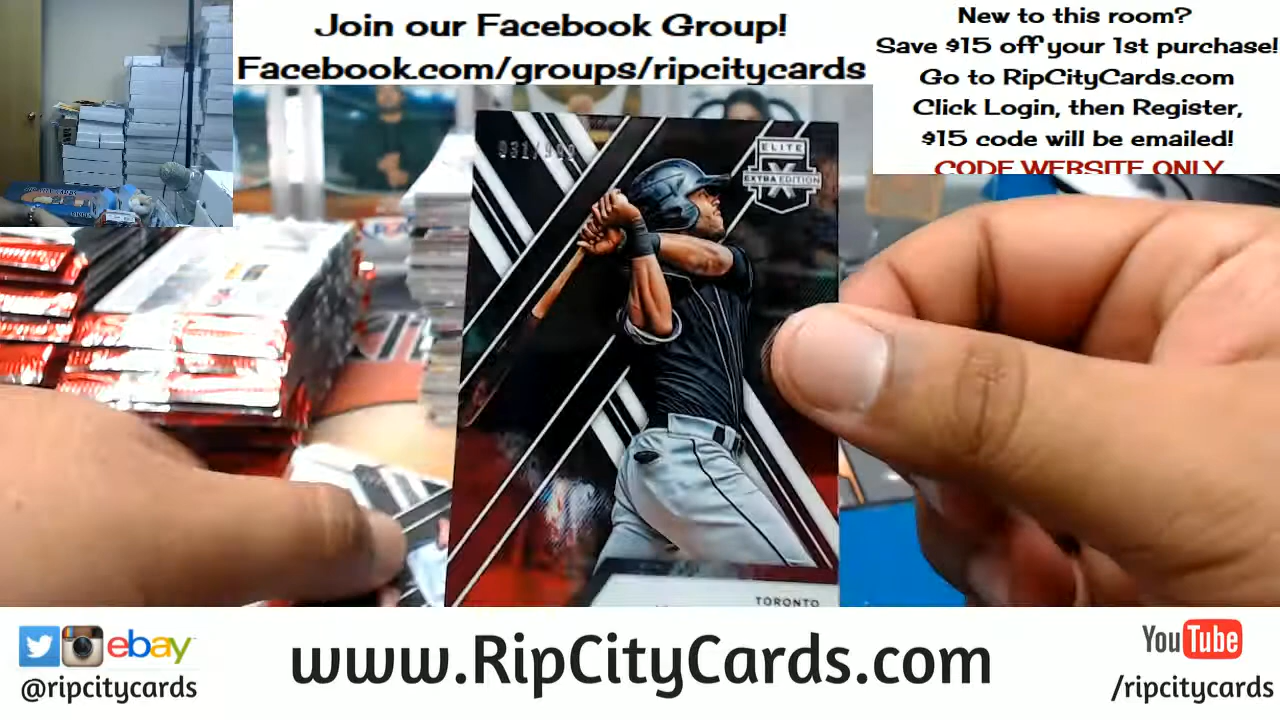 Join our Facebook Group!
Facebook.com/groups/ripcitycards
New to this room?
Save $15 off your 1st purchase!
Go to RipCityCards.com
Click Login, then Register,
$15 code will be emailed!
CODE WEBSITE ONLY
ELITE
EXTRA EDITION
X
TORONTO
ebay
@ripcitycards
www.RipCityCards.com
YouTube
/ripcitycards